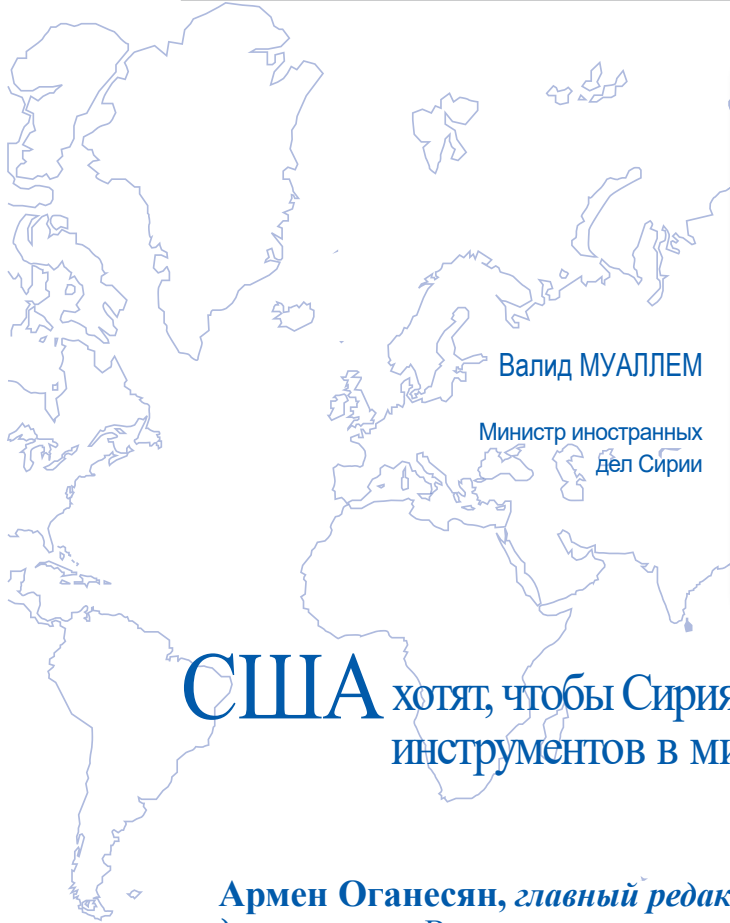 Валид МУАЛЛЕМ
Министр иностранных
дел Сирии
США хотят, чтобы Сирия
инструментов в ми
Армен Оганесян, главный редак